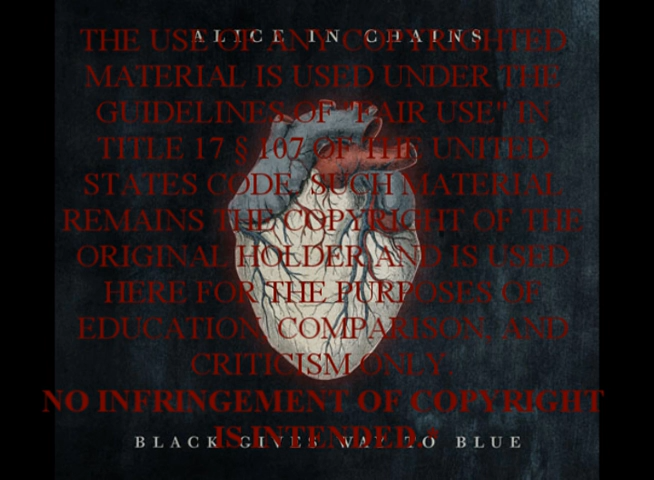 ALICE IN CHAINS
THE USE OF ANY COPYRIGHTED
MATERIAL IS USED UNDER THE
GUIDELINES OF "FAIR USE" IN
TITLE 17 § 107 OF THE UNITED
STATES CODE. SUCH MATERIAL
REMAINS THE COPYRIGHT OF THE
ORIGINAL HOLDER AND IS USED
HERE FOR THE PURPOSES OF
EDUCATION, COMPARISON, AND
CRITICISM ONLY.
NO INFRINGEMENT OF COPYRIGHT
IS INTENDED.*
BLACK GIVES WAY TO BLUE